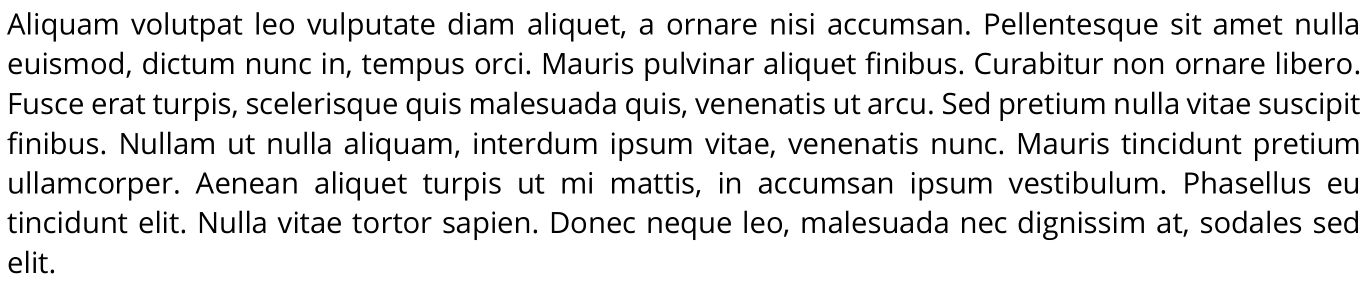 Aliquam volutpat leo vulputate diam aliquet, a ornare nisi accumsan. Pellentesque sit amet nulla
euismod, dictum nunc in, tempus orci. Mauris pulvinar aliquet finibus. Curabitur non ornare libero.
Fusce erat turpis, scelerisque quis malesuada quis, venenatis ut arcu. Sed pretium nulla vitae suscipit
finibus. Nullam ut nulla aliquam, interdum ipsum vitae, venenatis nunc. Mauris tincidunt pretium
ullamcorper. Aenean aliquet turpis ut mi mattis, in accumsan ipsum vestibulum. Phasellus eu
tincidunt elit. Nulla vitae tortor sapien. Donec neque leo, malesuada nec dignissim at, sodales sed
elit.